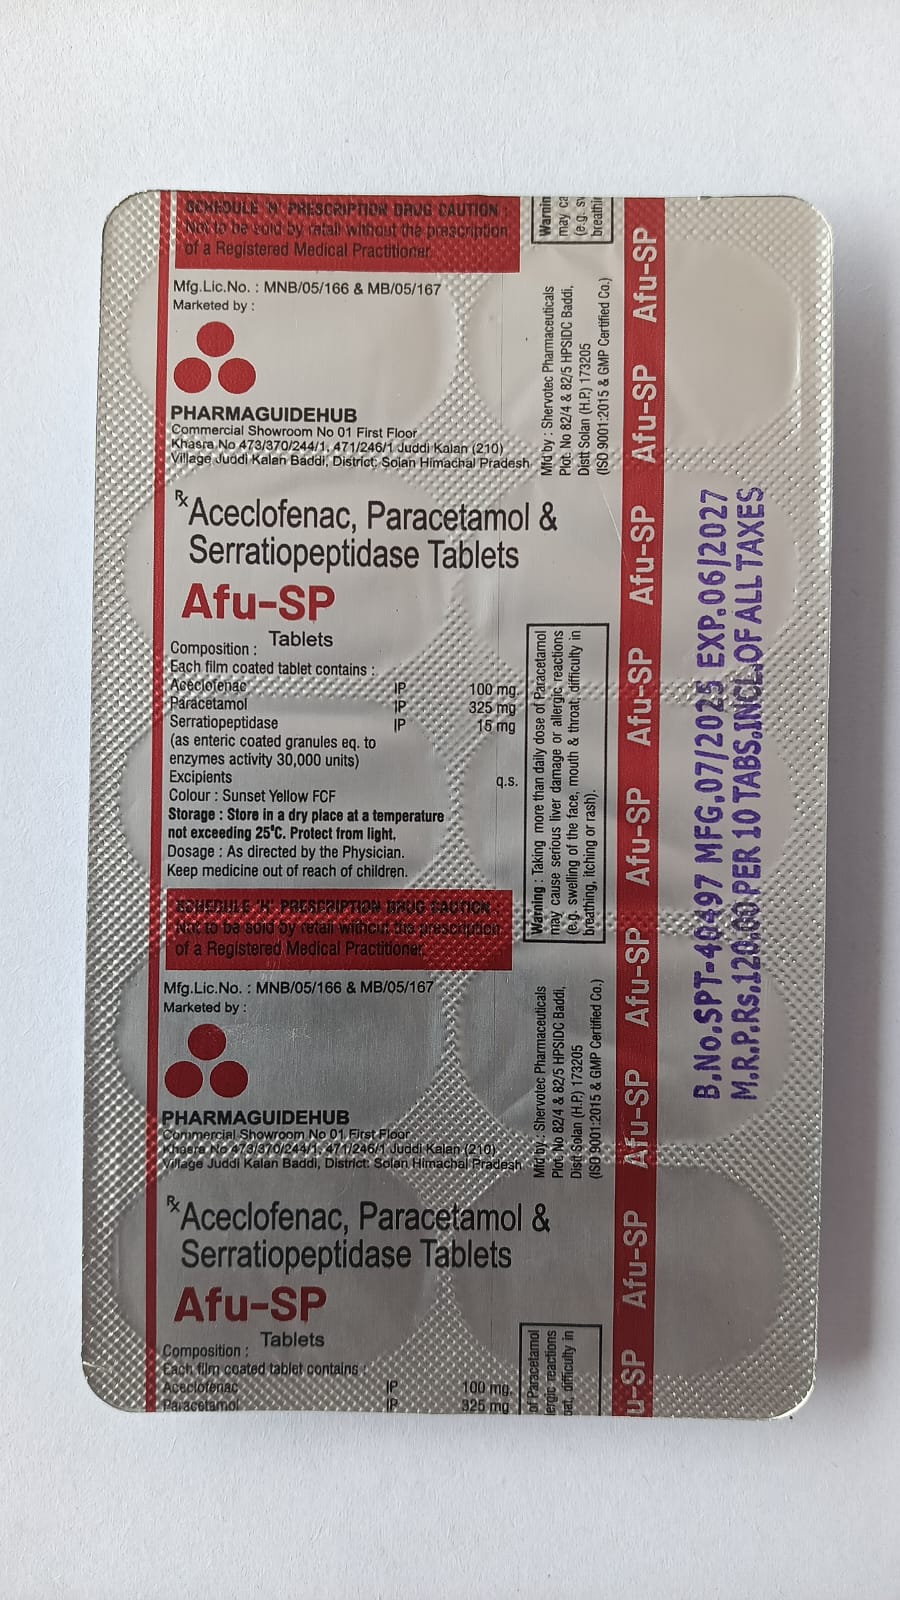 SCHEDULE 'H' PRESCRIPTION DRUG CAUTION :
Not to be sold by retail without the prescription
of a Registered Medical Practitioner.
Mfg.Lic.No. : MNB/05/166 & MB/05/167
Marketed by :
PHARMAGUIDEHUB
Commercial Showroom No 01 First Floor
Khasra No 473/370/244/1, 471/246/1 Juddi Kalan (210)
Village Juddi Kalan Baddi, District: Solan Himachal Pradesh
Rx Aceclofenac, Paracetamol &
Serratiopeptidase Tablets
Afu-SP
Tablets
Composition :
Each film coated tablet contains :
Aceclofenac IP 100 mg.
Paracetamol IP 325 mg
Serratiopeptidase IP 15 mg
(as enteric coated granules eq. to
enzymes activity 30,000 units)
Excipients q.s.
Colour : Sunset Yellow FCF
Storage : Store in a dry place at a temperature
not exceeding 25°C. Protect from light.
Dosage : As directed by the Physician.
Keep medicine out of reach of children.
SCHEDULE 'H' PRESCRIPTION DRUG CAUTION :
Not to be sold by retail without the prescription
of a Registered Medical Practitioner.
Mfg.Lic.No. : MNB/05/166 & MB/05/167
Marketed by :
PHARMAGUIDEHUB
Commercial Showroom No 01 First Floor
Khasra No 473/370/244/1, 471/246/1 Juddi Kalan (210)
Village Juddi Kalan Baddi, District: Solan Himachal Pradesh
Rx Aceclofenac, Paracetamol &
Serratiopeptidase Tablets
Afu-SP
Tablets
Composition :
Each film coated tablet contains :
Aceclofenac IP 100 mg.
Paracetamol IP 325 mg
Warnin
may ca
(e.g. sw
breathin
Mfd by : Shervotec Pharmaceuticals
Plot. No 82/4 & 82/5 HPSIDC Baddi,
Distt Solan (H.P.) 173205
(ISO 9001:2015 & GMP Certified Co.)
Warning : Taking more than daily dose of Paracetamol
may cause serious liver damage or allergic reactions
(e.g. swelling of the face, mouth & throat, difficulty in
breathing, itching or rash).
Mfd by : Shervotec Pharmaceuticals
Plot. No 82/4 & 82/5 HPSIDC Baddi,
Distt Solan (H.P.) 173205
(ISO 9001:2015 & GMP Certified Co.)
of Paracetamol
lergic reactions
oat, difficulty in
u-SP Afu-SP Afu-SP Afu-SP Afu-SP Afu-SP Afu-SP Afu-SP Afu-SP
B.No.SPT-40497 MFG.07/2025 EXP.06/2027
M.R.P.Rs.120.00 PER 10 TABS.INCL.OF ALL TAXES